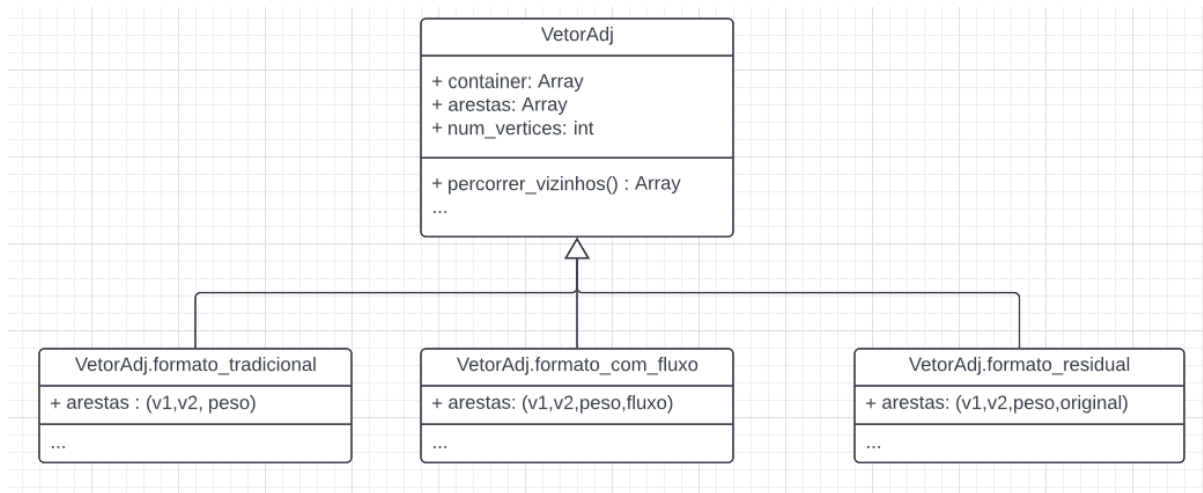 VetorAdj
+ container: Array
+ arestas: Array
+ num_vertices: int
+ percorrer_vizinhos() : Array
...
VetorAdj.formato_tradicional
+ arestas : (v1,v2, peso)
...
VetorAdj.formato_com_fluxo
+ arestas: (v1,v2,peso,fluxo)
...
VetorAdj.formato_residual
+ arestas: (v1,v2,peso,original)
...